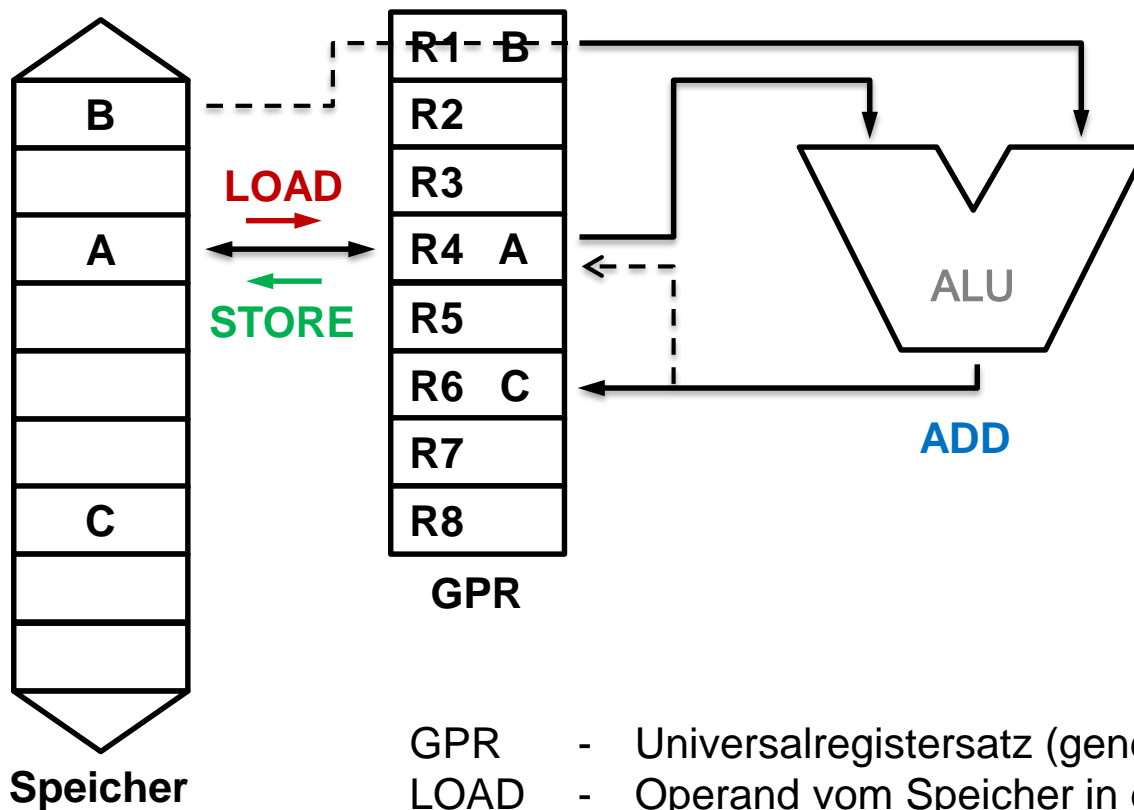 R1 B
B
R2
LOAD
R3
A
R4 A
ALU
STORE
R5
R6 C
ADD
R7
C
R8
GPR
GPR - Universalregistersatz (gene
Speicher
LOAD - Operand vom Speicher in